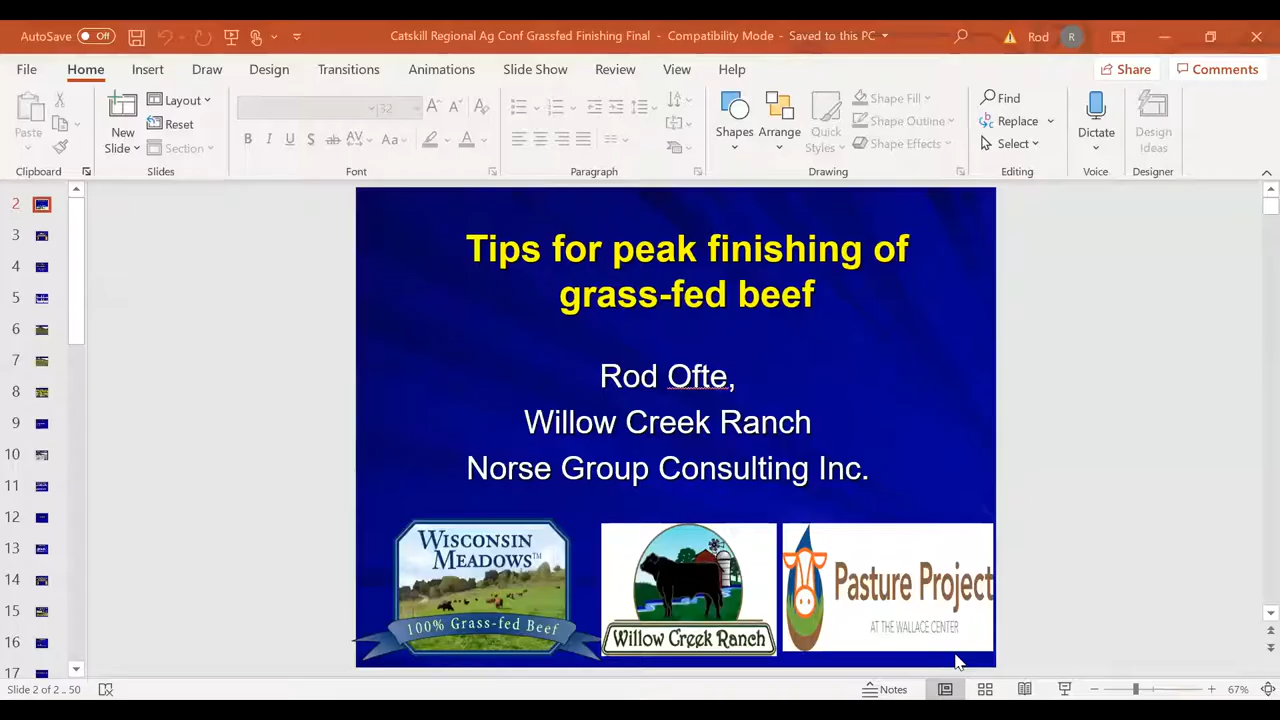 AutoSave Off
Catskill Regional Ag Conf Grassfed Finishing Final - Compatibility Mode - Saved to this PC
Rod R
File Home Insert Draw Design Transitions Animations Slide Show Review View Help
Share Comments
Paste
New Slide
Layout
Reset
Section
32
A A A
B I U S ab AV Aa A
Shapes Arrange Quick Styles
Shape Fill
Shape Outline
Shape Effects
Find
Replace
Select
Dictate
Design Ideas
Clipboard Slides Font Paragraph Drawing Editing Voice Designer
2
3
4
5
6
7
8
9
10
11
12
13
14
15
16
17
Tips for peak finishing of
grass-fed beef
Rod Ofte,
Willow Creek Ranch
Norse Group Consulting Inc.
WISCONSIN
MEADOWS™
100% Grass-fed Beef
Willow Creek Ranch
Pasture Project
AT THE WALLACE CENTER
Slide 2 of 2 .. 50
Notes
67%